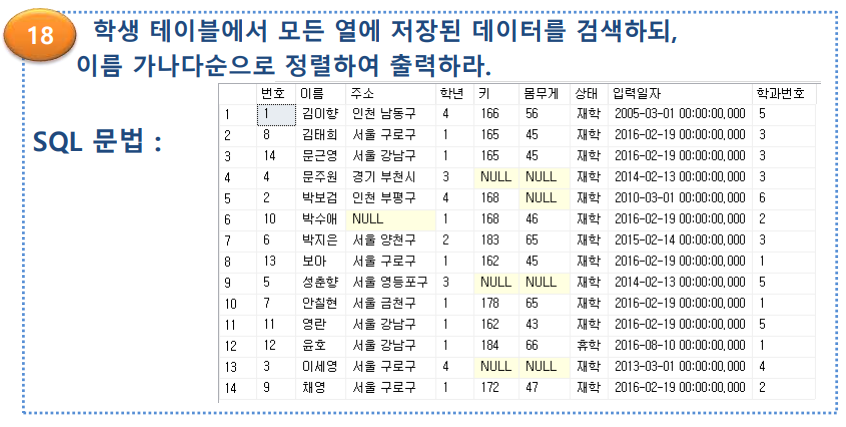 18 학생 테이블에서 모든 열에 저장된 데이터를 검색하되,
이름 가나다순으로 정렬하여 출력하라.
SQL 문법 :
번호 이름 주소 학년 키 몸무게 상태 입력일자 학과번호
1 1 김이향 인천 남동구 4 166 56 재학 2005-03-01 00:00:00,000 5
2 8 김태희 서울 구로구 1 165 45 재학 2016-02-19 00:00:00,000 3
3 14 문근영 서울 강남구 1 165 45 재학 2016-02-19 00:00:00,000 3
4 4 문주원 경기 부천시 3 NULL NULL 재학 2014-02-13 00:00:00,000 3
5 2 박보검 인천 부평구 4 168 NULL 재학 2010-03-01 00:00:00,000 6
6 10 박수애 NULL 1 168 46 재학 2016-02-19 00:00:00,000 2
7 6 박지은 서울 양천구 2 183 65 재학 2015-02-14 00:00:00,000 3
8 13 보아 서울 구로구 1 162 45 재학 2016-02-19 00:00:00,000 1
9 5 성춘향 서울 영등포구 3 NULL NULL 재학 2014-02-13 00:00:00,000 5
10 7 안칠현 서울 금천구 1 178 65 재학 2016-02-19 00:00:00,000 1
11 11 영란 서울 강남구 1 162 43 재학 2016-02-19 00:00:00,000 5
12 12 윤호 서울 강남구 1 184 66 휴학 2016-08-10 00:00:00,000 1
13 3 이세영 서울 구로구 4 NULL NULL 재학 2013-03-01 00:00:00,000 4
14 9 채영 서울 구로구 1 172 47 재학 2016-02-19 00:00:00,000 2